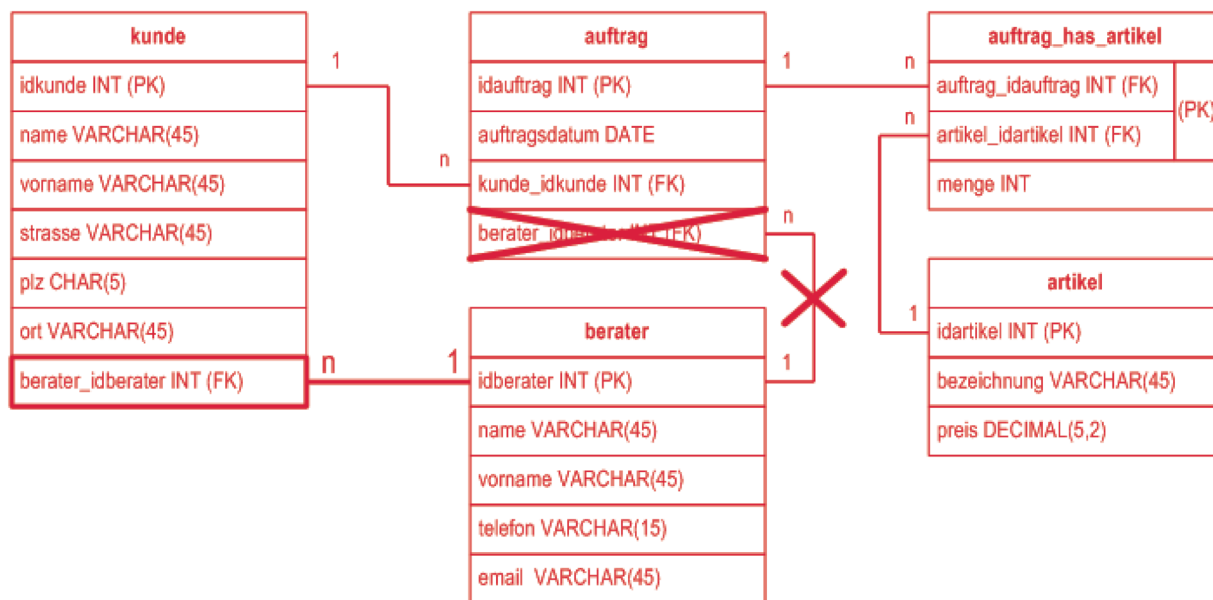 kunde
idkunde INT (PK)
name VARCHAR(45)
vorname VARCHAR(45)
strasse VARCHAR(45)
plz CHAR(5)
ort VARCHAR(45)
berater_idberater INT (FK)
1
n
n
1
auftrag
idauftrag INT (PK)
auftragsdatum DATE
kunde_idkunde INT (FK)
berater_idberater INT (FK)
n
1
berater
idberater INT (PK)
name VARCHAR(45)
vorname VARCHAR(45)
telefon VARCHAR(15)
email VARCHAR(45)
1
n
auftrag_has_artikel
auftrag_idauftrag INT (FK)
artikel_idartikel INT (FK)
(PK)
menge INT
n
1
artikel
idartikel INT (PK)
bezeichnung VARCHAR(45)
preis DECIMAL(5,2)